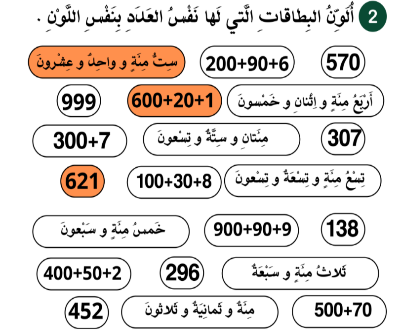 2 أُلَوِّنُ البِطاقاتِ الَّتي لَها نَفْسُ العَدَدِ بِنَفْسِ اللَّوْنِ .
570 200+90+6 سِتُّ مِئَةٍ و واحِدٌ و عِشْرونَ
أَرْبَعُ مِئَةٍ و اِثْنانِ و خَمْسونَ 600+20+1 999
307 مِئَتانِ و سِتَّةٌ و تِسْعونَ 300+7
تِسْعُ مِئَةٍ و تِسْعَةٌ و تِسْعونَ 100+30+8 621
138 900+90+9 خَمْسُ مِئَةٍ و سَبْعونَ
ثَلاثُ مِئَةٍ و سَبْعَةٌ 296 400+50+2
500+70 مِئَةٌ و ثَمانِيَةٌ و ثَلاثونَ 452